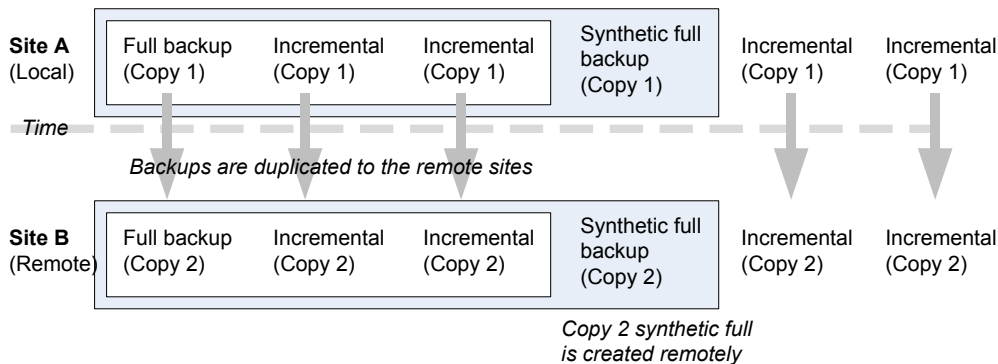 Site A
(Local)
Full backup
(Copy 1)
Incremental
(Copy 1)
Incremental
(Copy 1)
Synthetic full
backup
(Copy 1)
Incremental
(Copy 1)
Incremental
(Copy 1)
Time
Backups are duplicated to the remote sites
Site B
(Remote)
Full backup
(Copy 2)
Incremental
(Copy 2)
Incremental
(Copy 2)
Synthetic full
backup
(Copy 2)
Incremental
(Copy 2)
Incremental
(Copy 2)
Copy 2 synthetic full
is created remotely